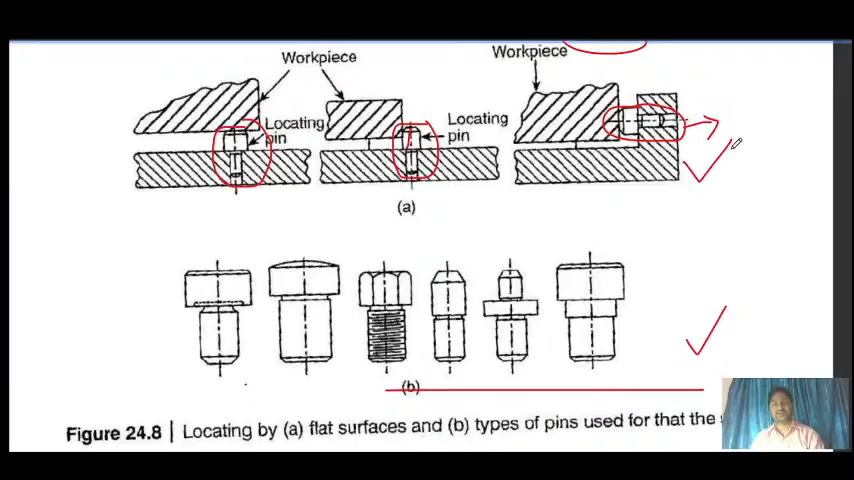 Workpiece
Workpiece
Locating
pin
Locating
pin
(a)
(b)
Figure 24.8 | Locating by (a) flat surfaces and (b) types of pins used for that the